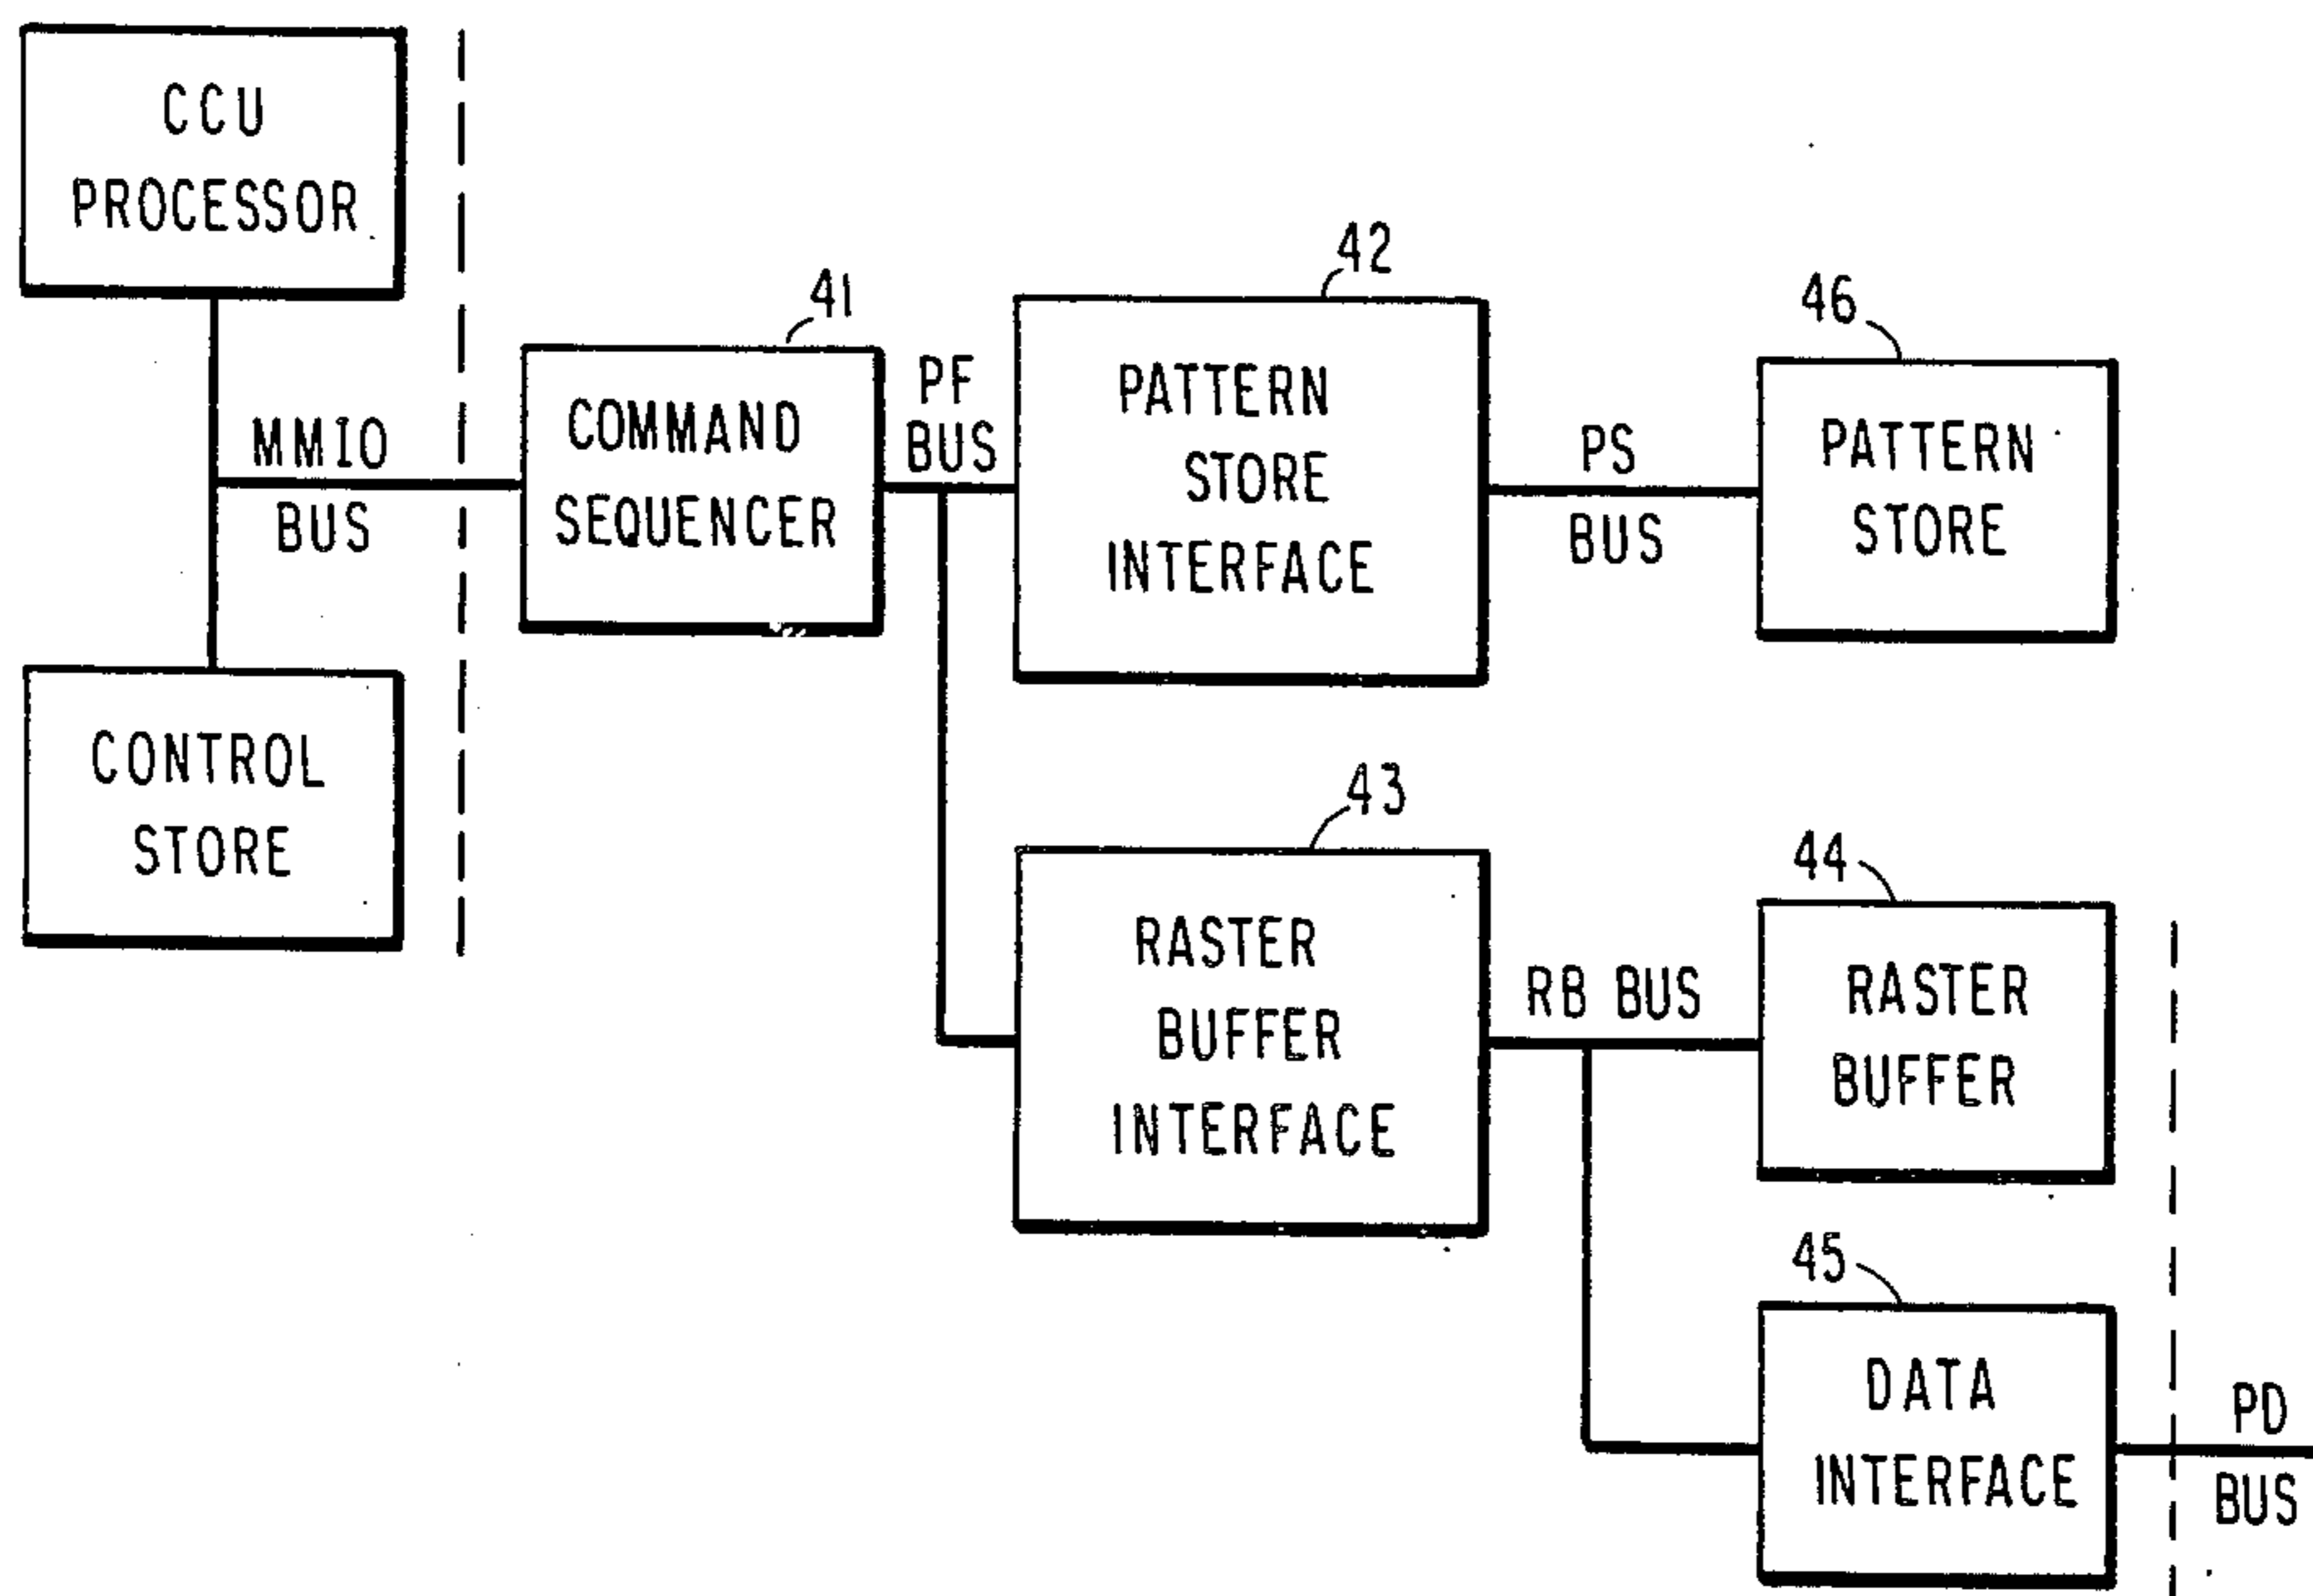 CCU
PROCESSOR
MMIO
BUS
CONTROL
STORE
41
COMMAND
SEQUENCER
PF
BUS
42
PATTERN
STORE
INTERFACE
PS
BUS
46
PATTERN
STORE
43
RASTER
BUFFER
INTERFACE
RB BUS
44
RASTER
BUFFER
45
DATA
INTERFACE
PD
BUS